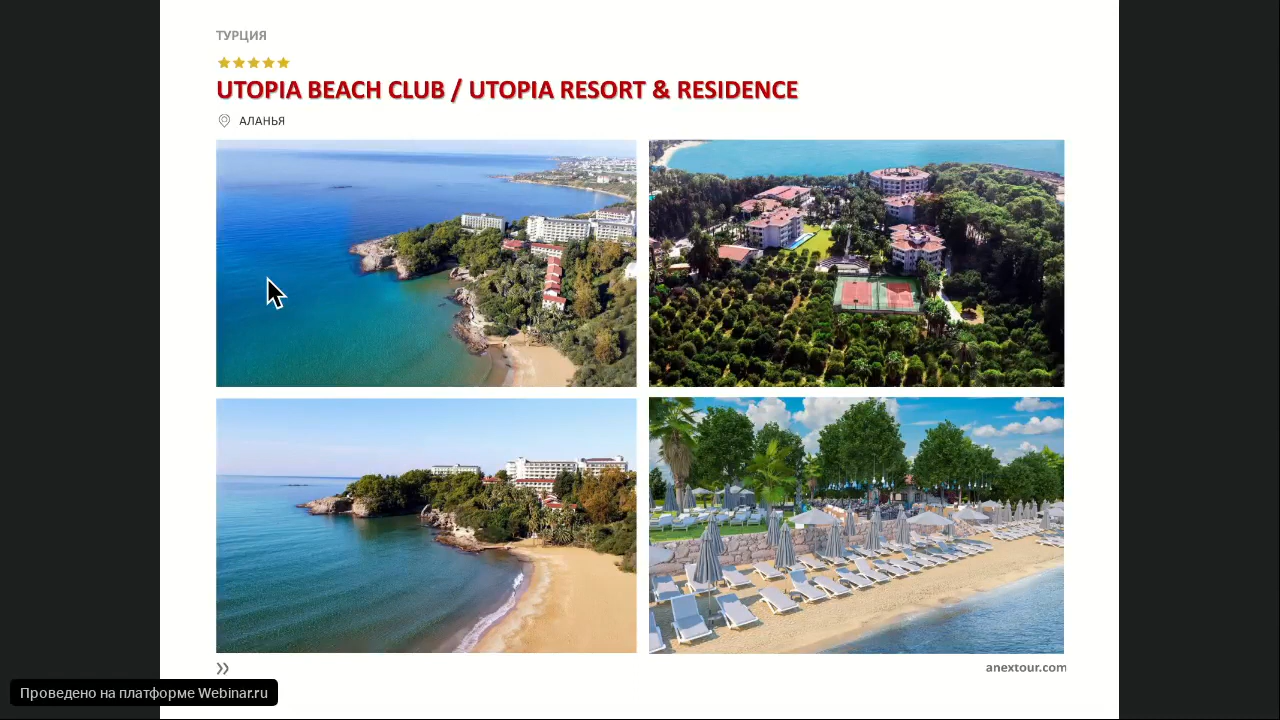 ТУРЦИЯ
UTOPIA BEACH CLUB / UTOPIA RESORT & RESIDENCE
АЛАНЬЯ
anextour.com
Проведено на платформе Webinar.ru